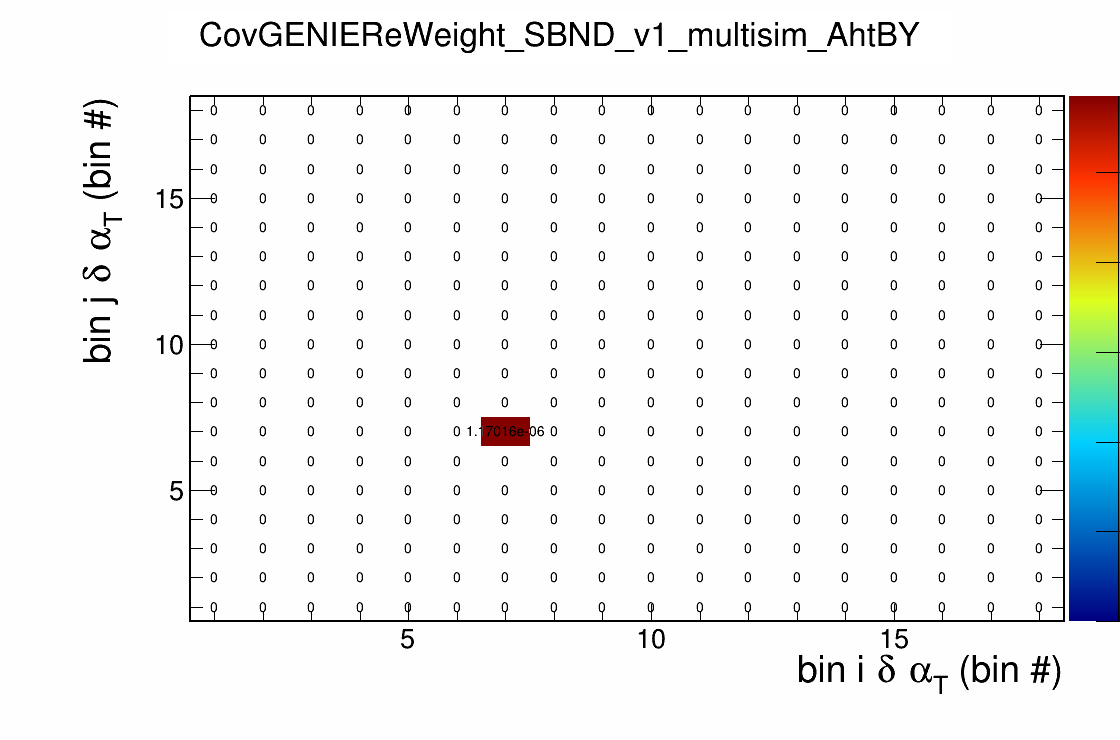 CovGENIEReWeight_SBND_v1_multisim_AhtBY
bin j δ α_T (bin #)
0 0 0 0 0 0 0 0 0 0 0 0 0 0 0 0 0 0
0 0 0 0 0 0 0 0 0 0 0 0 0 0 0 0 0 0
0 0 0 0 0 0 0 0 0 0 0 0 0 0 0 0 0 0
15 0 0 0 0 0 0 0 0 0 0 0 0 0 0 0 0 0 0
0 0 0 0 0 0 0 0 0 0 0 0 0 0 0 0 0 0
0 0 0 0 0 0 0 0 0 0 0 0 0 0 0 0 0 0
0 0 0 0 0 0 0 0 0 0 0 0 0 0 0 0 0 0
0 0 0 0 0 0 0 0 0 0 0 0 0 0 0 0 0 0
10 0 0 0 0 0 0 0 0 0 0 0 0 0 0 0 0 0 0
0 0 0 0 0 0 0 0 0 0 0 0 0 0 0 0 0 0
0 0 0 0 0 0 0 0 0 0 0 0 0 0 0 0 0 0
0 0 0 0 0 0 1.17016e-06 0 0 0 0 0 0 0 0 0 0 0
0 0 0 0 0 0 0 0 0 0 0 0 0 0 0 0 0 0
5 0 0 0 0 0 0 0 0 0 0 0 0 0 0 0 0 0 0
0 0 0 0 0 0 0 0 0 0 0 0 0 0 0 0 0 0
0 0 0 0 0 0 0 0 0 0 0 0 0 0 0 0 0 0
0 0 0 0 0 0 0 0 0 0 0 0 0 0 0 0 0 0
0 0 0 0 0 0 0 0 0 0 0 0 0 0 0 0 0 0
5 10 15
bin i δ α_T (bin #)